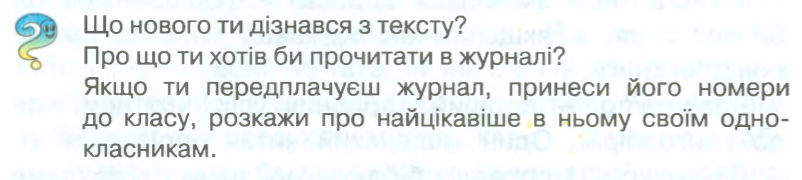 Що нового ти дізнався з тексту?
Про що ти хотів би прочитати в журналі?
Якщо ти передплачуєш журнал, принеси його номери
до класу, розкажи про найцікавіше в ньому своїм одно-
класникам.